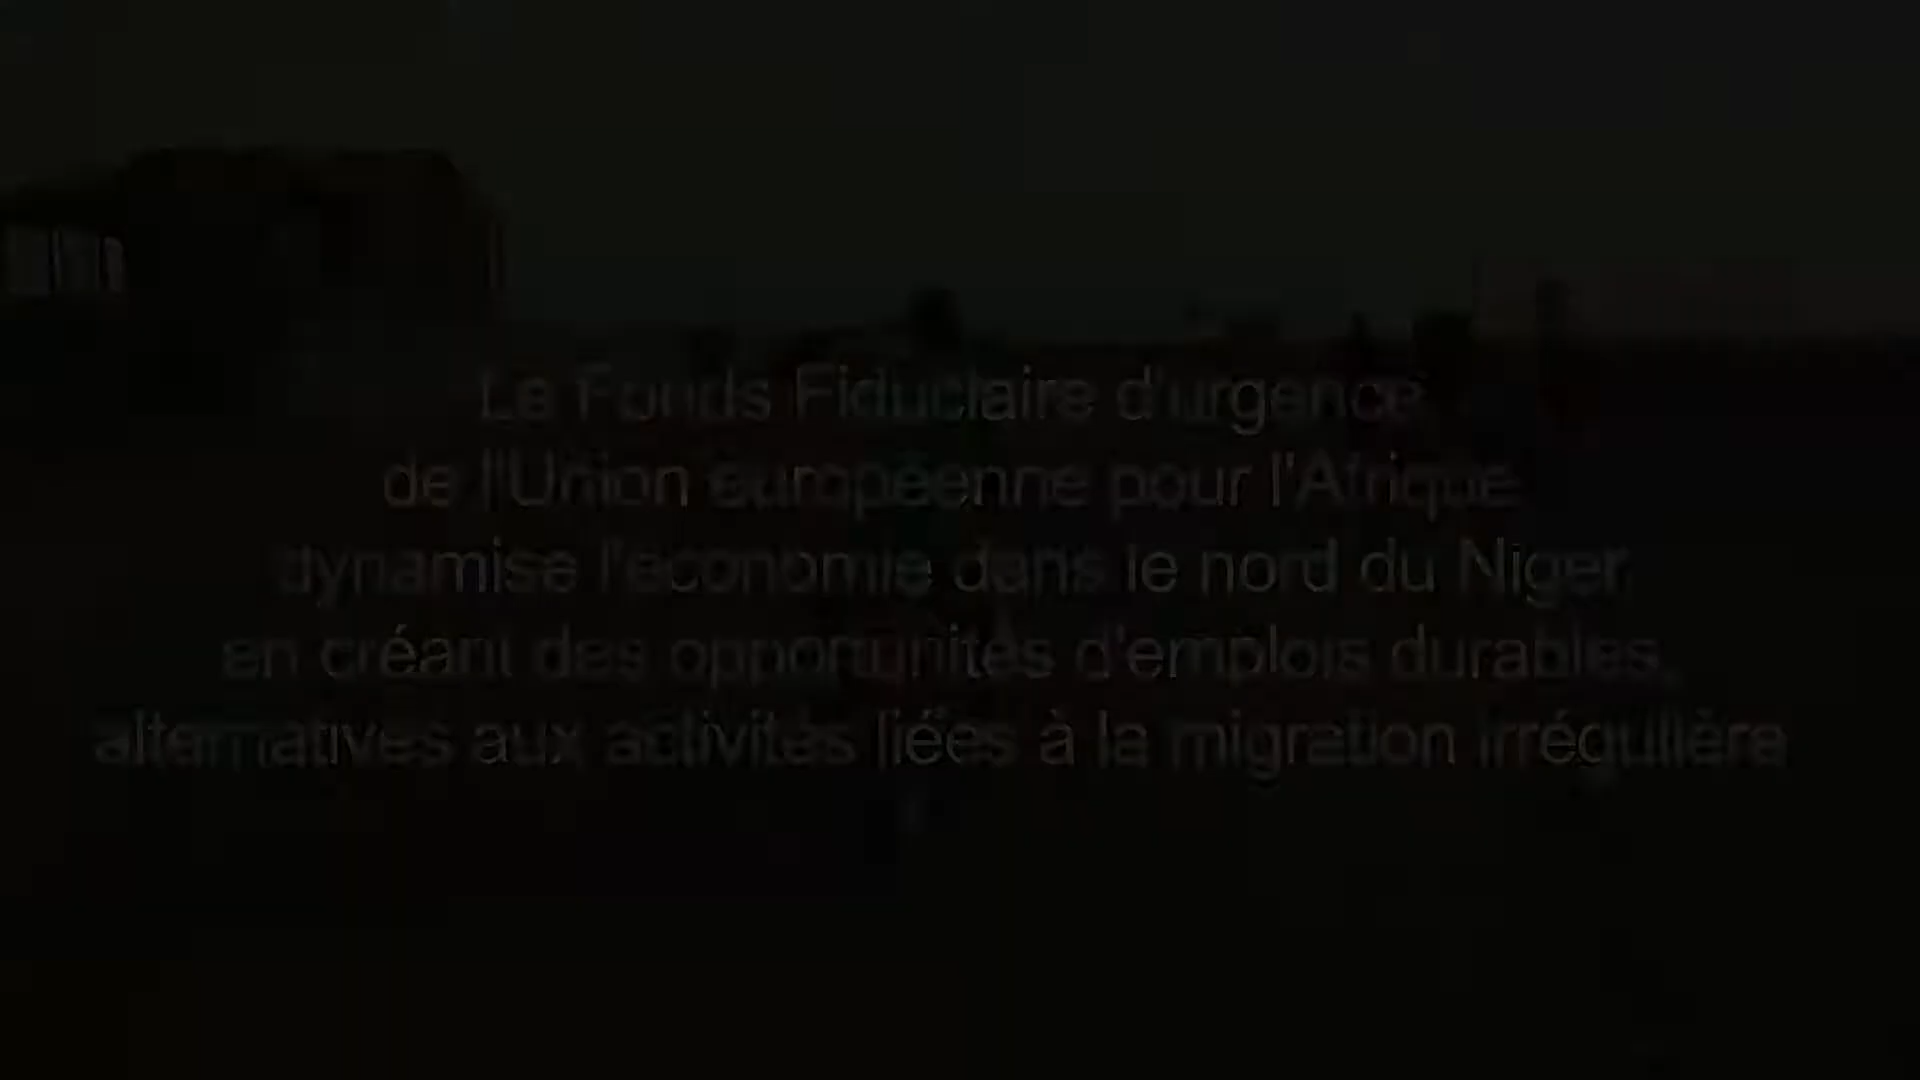 Le Fonds Fiduciaire d'urgence
de l'Union européenne pour l'Afrique
dynamise l'économie dans le nord du Niger
en créant des opportunités d'emplois durables,
alternatives aux activités liées à la migration irrégulière